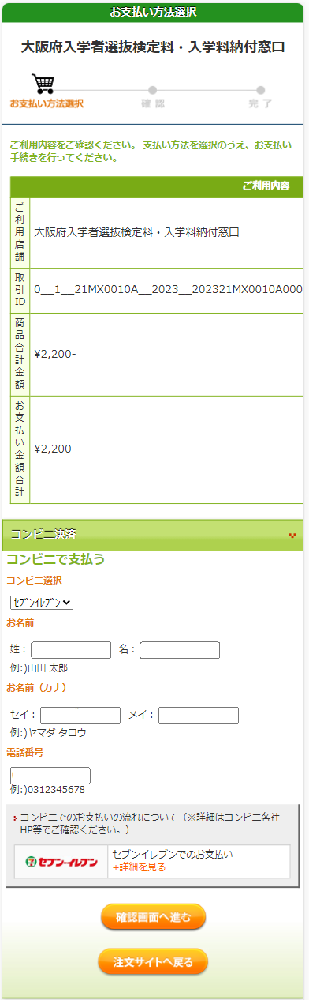 お支払い方法選択
大阪府入学者選抜検定料・入学料納付窓口
お支払い方法選択
確認
完了
ご利用内容をご確認ください。 支払い方法を選択のうえ、お支払い
手続きを行ってください。
ご利用内容
ご利用店舗
大阪府入学者選抜検定料・入学料納付窓口
取引ID
0__1__21MX0010A__2023__202321MX0010A000
商品合計金額
¥2,200-
お支払い金額合計
¥2,200-
コンビニ決済
コンビニで支払う
コンビニ選択
ｾﾌﾞﾝｲﾚﾌﾞﾝ
お名前
姓： 名：
例:)山田 太郎
お名前（カナ）
セイ： メイ：
例:)ヤマダ タロウ
電話番号
例:)0312345678
コンビニでのお支払いの流れについて（※詳細はコンビニ各社
HP等でご確認ください。）
セブン-イレブン
セブンイレブンでのお支払い
+詳細を見る
確認画面へ進む
注文サイトへ戻る